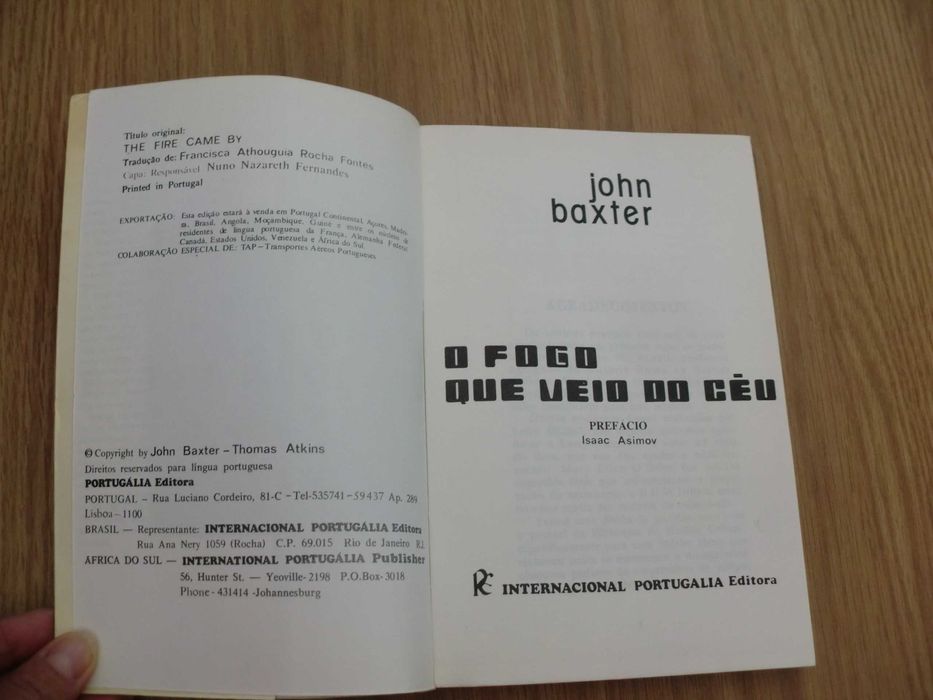 Título original:
THE FIRE CAME BY
Tradução de: Francisca Athouguia Rocha Fontes
Capa: Responsável Nuno Nazareth Fernandes
Printed in Portugal
EXPORTAÇÃO: Esta edição estará à venda em Portugal Continental, Açores, Madei-
ra, Brasil, Angola, Moçambique, Guiné e entre os núcleos de
residentes de língua portuguesa da França, Alemanha Federal,
Canadá, Estados Unidos, Venezuela e África do Sul.
COLABORAÇÃO ESPECIAL DE: TAP—Transportes Aéreos Portugueses
© Copyright by John Baxter – Thomas Atkins
Direitos reservados para língua portuguesa
PORTUGÁLIA Editora
PORTUGAL – Rua Luciano Cordeiro, 81-C –Tel-535741–59437 Ap. 289
Lisboa –1100
BRASIL — Representante: INTERNACIONAL PORTUGÁLIA Editora
Rua Ana Nery 1059 (Rocha) C.P. 69.015 Rio de Janeiro R.J.
ÁFRICA DO SUL — INTERNATIONAL PORTUGÁLIA Publisher
56, Hunter St. — Yeoville-2198 P.O.Box-3018
Phone-431414 -Johannesburg
john
baxter
O FOGO
QUE VEIO DO CÉU
PREFACIO
Isaac Asimov
INTERNACIONAL PORTUGALIA Editora